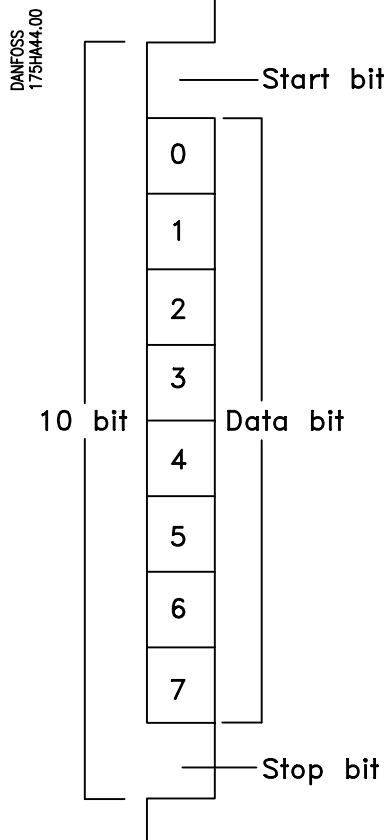 DANFOSS
175HA44.00
Start bit
0
1
2
3
10 bit
Data bit
4
5
6
7
Stop bit